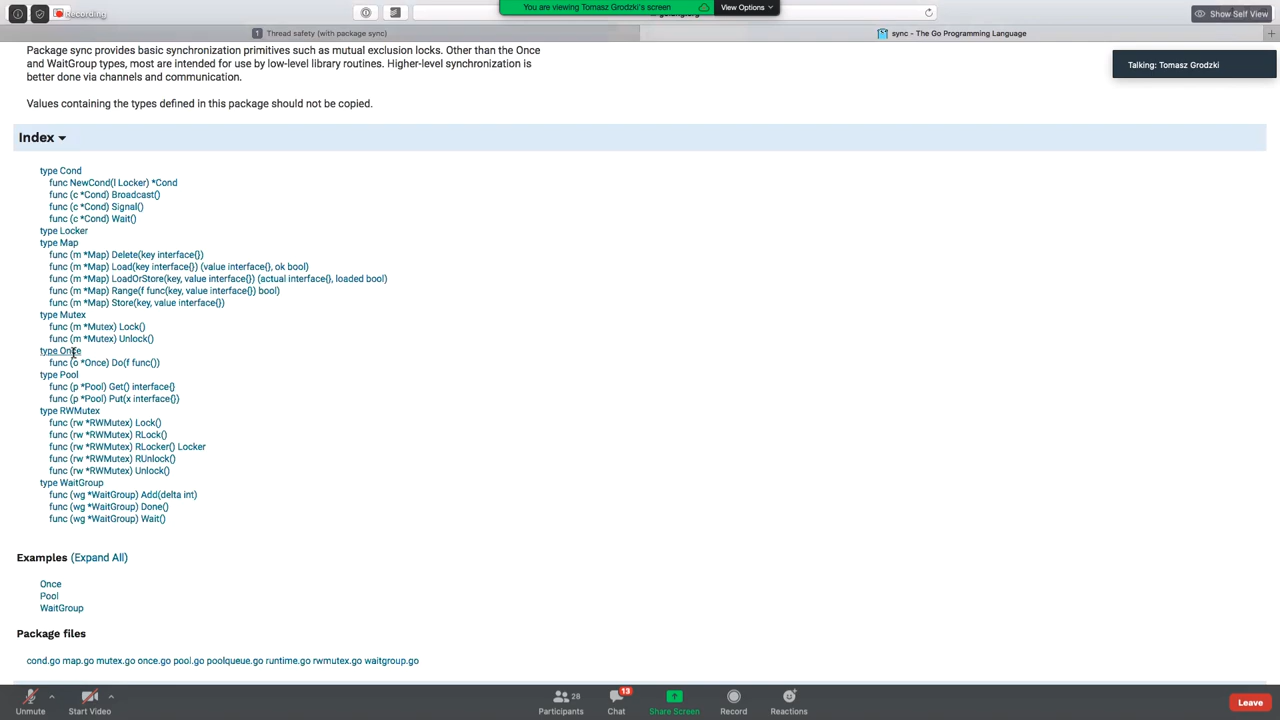 Recording
You are viewing Tomasz Grodzki's screen
View Options
Show Self View
1 Thread safety (with package sync)
sync - The Go Programming Language
Talking: Tomasz Grodzki
Package sync provides basic synchronization primitives such as mutual exclusion locks. Other than the Once
and WaitGroup types, most are intended for use by low-level library routines. Higher-level synchronization is
better done via channels and communication.
Values containing the types defined in this package should not be copied.
Index
type Cond
func NewCond(l Locker) *Cond
func (c *Cond) Broadcast()
func (c *Cond) Signal()
func (c *Cond) Wait()
type Locker
type Map
func (m *Map) Delete(key interface{})
func (m *Map) Load(key interface{}) (value interface{}, ok bool)
func (m *Map) LoadOrStore(key, value interface{}) (actual interface{}, loaded bool)
func (m *Map) Range(f func(key, value interface{}) bool)
func (m *Map) Store(key, value interface{})
type Mutex
func (m *Mutex) Lock()
func (m *Mutex) Unlock()
type Once
func (o *Once) Do(f func())
type Pool
func (p *Pool) Get() interface{}
func (p *Pool) Put(x interface{})
type RWMutex
func (rw *RWMutex) Lock()
func (rw *RWMutex) RLock()
func (rw *RWMutex) RLocker() Locker
func (rw *RWMutex) RUnlock()
func (rw *RWMutex) Unlock()
type WaitGroup
func (wg *WaitGroup) Add(delta int)
func (wg *WaitGroup) Done()
func (wg *WaitGroup) Wait()
Examples (Expand All)
Once
Pool
WaitGroup
Package files
cond.go map.go mutex.go once.go pool.go poolqueue.go runtime.go rwmutex.go waitgroup.go
28
13
Unmute
Start Video
Participants
Chat
Share Screen
Record
Reactions
Leave